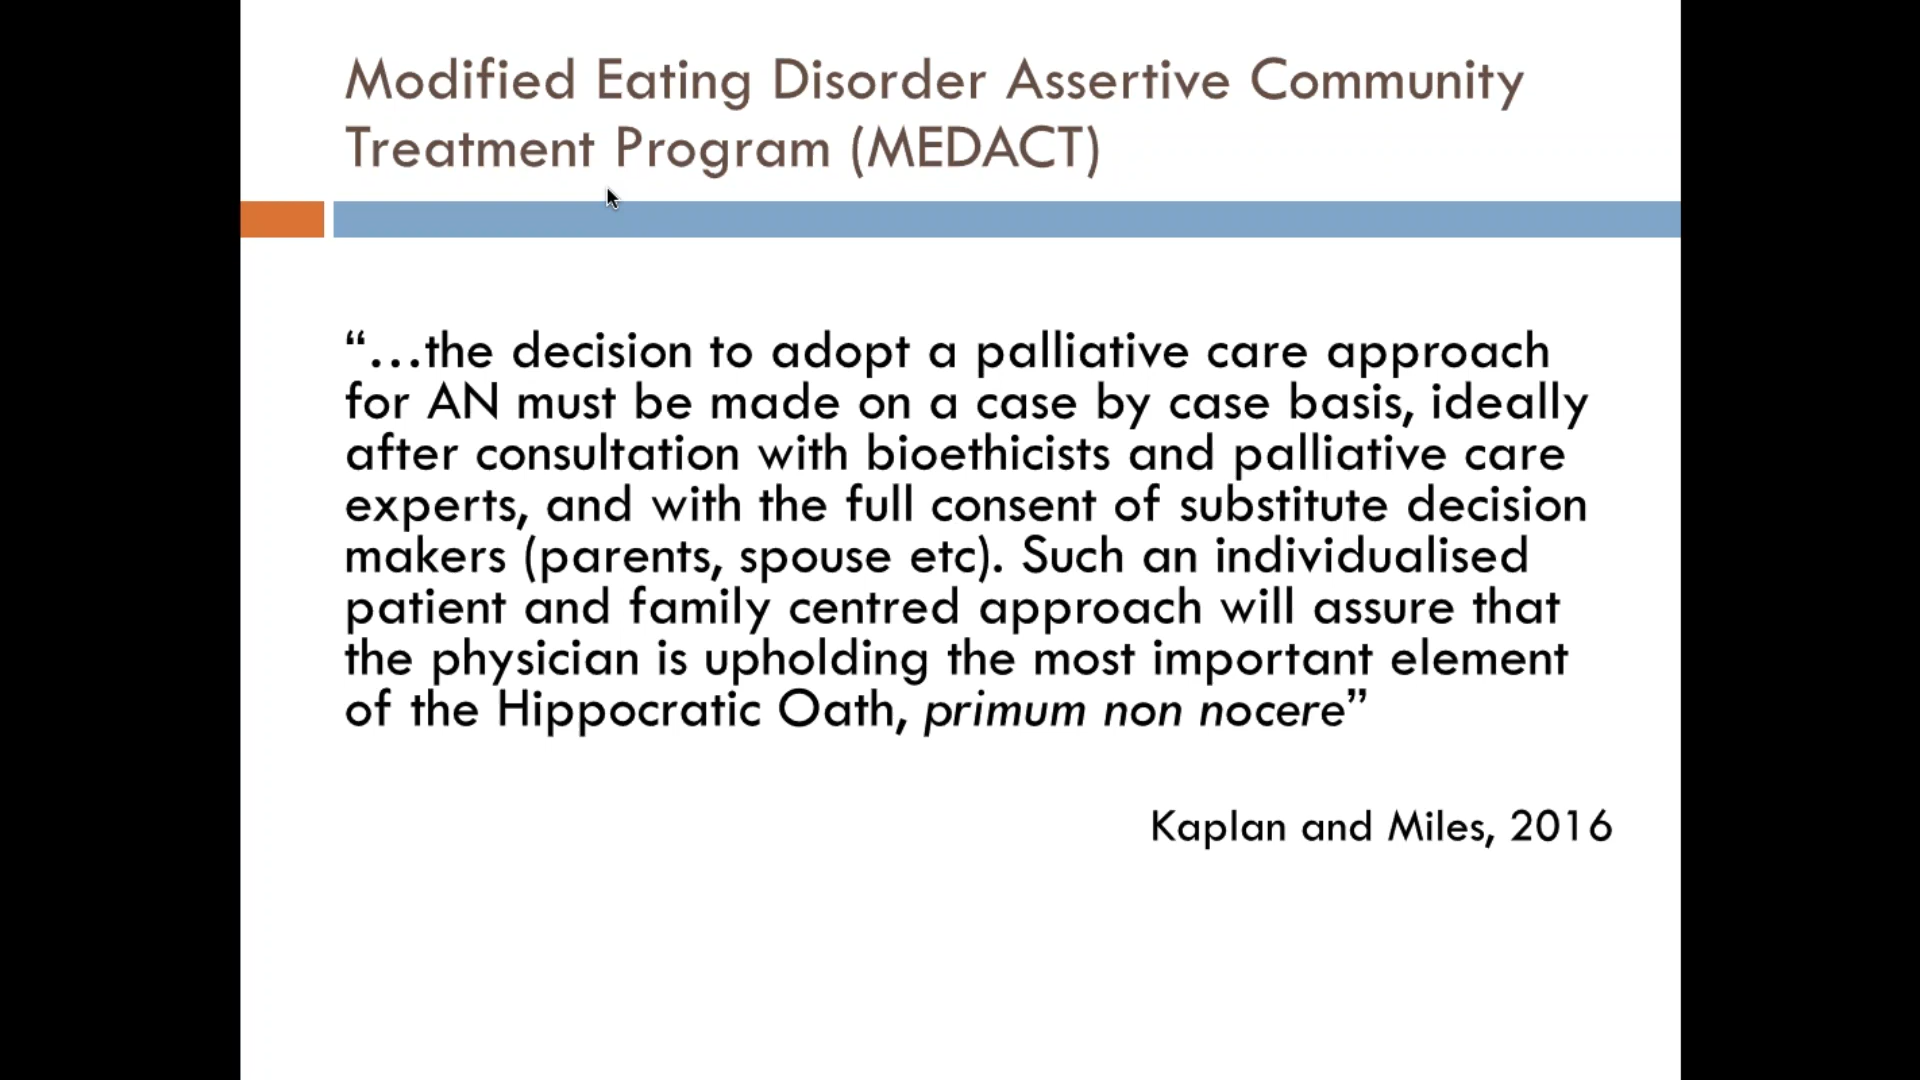 Modified Eating Disorder Assertive Community
Treatment Program (MEDACT)
“...the decision to adopt a palliative care approach
for AN must be made on a case by case basis, ideally
after consultation with bioethicists and palliative care
experts, and with the full consent of substitute decision
makers (parents, spouse etc). Such an individualised
patient and family centred approach will assure that
the physician is upholding the most important element
of the Hippocratic Oath, primum non nocere”
Kaplan and Miles, 2016